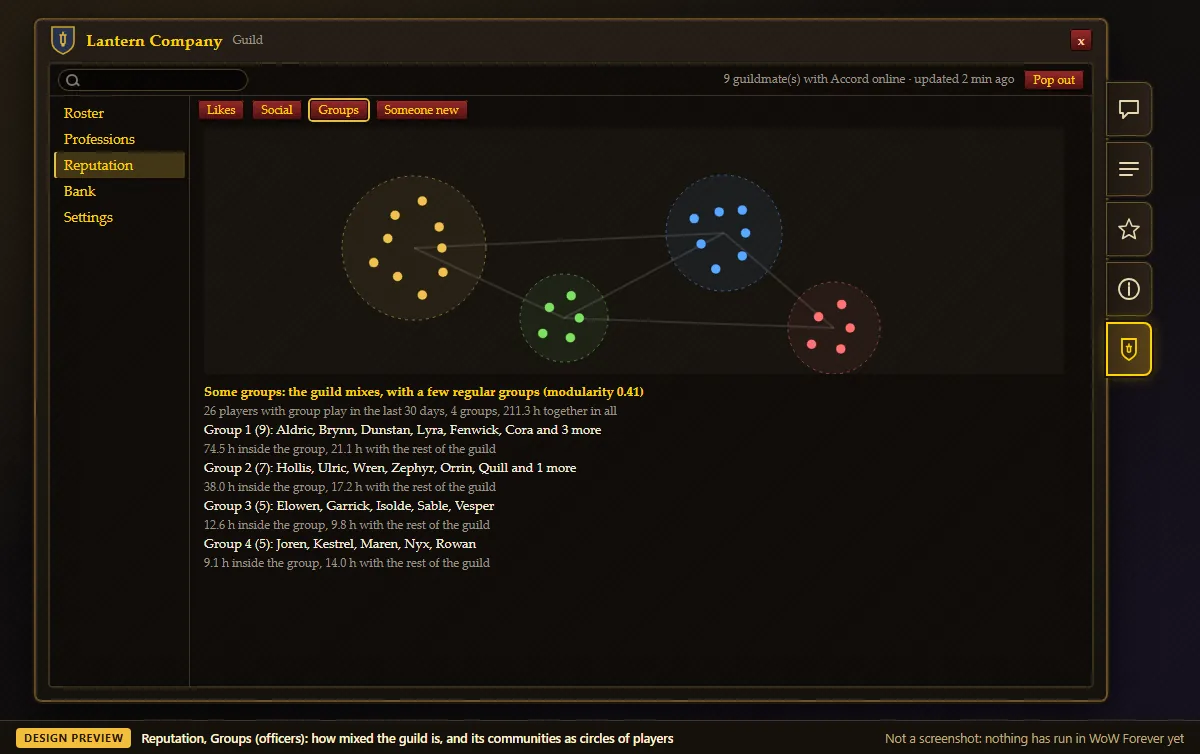 Lantern Company Guild
x
9 guildmate(s) with Accord online · updated 2 min ago
Pop out
Roster
Professions
Reputation
Bank
Settings
Likes
Social
Groups
Someone new
Some groups: the guild mixes, with a few regular groups (modularity 0.41)
26 players with group play in the last 30 days, 4 groups, 211.3 h together in all
Group 1 (9): Aldric, Brynn, Dunstan, Lyra, Fenwick, Cora and 3 more
74.5 h inside the group, 21.1 h with the rest of the guild
Group 2 (7): Hollis, Ulric, Wren, Zephyr, Orrin, Quill and 1 more
38.0 h inside the group, 17.2 h with the rest of the guild
Group 3 (5): Elowen, Garrick, Isolde, Sable, Vesper
12.6 h inside the group, 9.8 h with the rest of the guild
Group 4 (5): Joren, Kestrel, Maren, Nyx, Rowan
9.1 h inside the group, 14.0 h with the rest of the guild
DESIGN PREVIEW
Reputation, Groups (officers): how mixed the guild is, and its communities as circles of players
Not a screenshot: nothing has run in WoW Forever yet